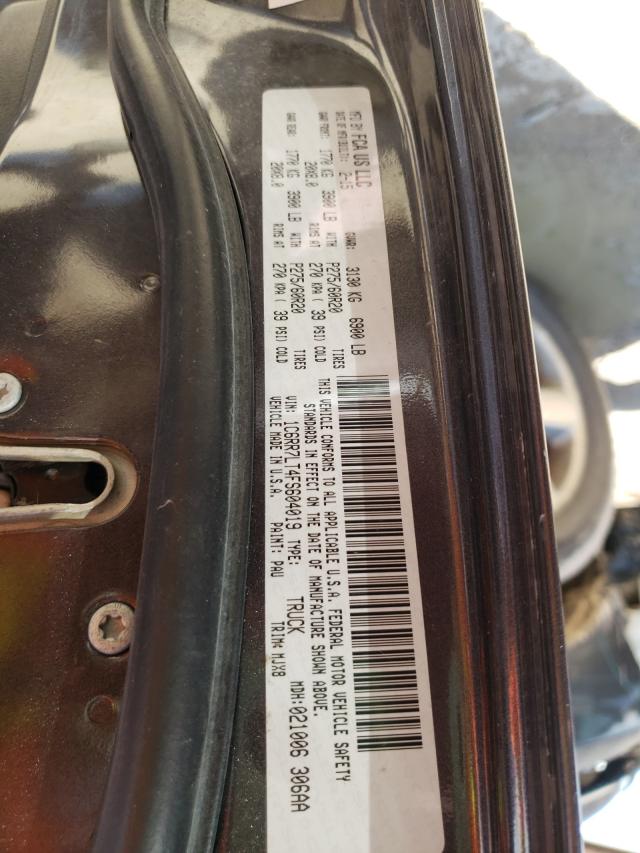 MFD BY FCA US LLC
DATE OF MFR/BUILT: 2-15 GVWR: 3130 KG 6900 LB
GAWR FRONT: 1770 KG 3900 LB WITH P275/60R20 TIRES
20X8.0 RIMS AT 270 KPA ( 39 PSI) COLD
GAWR REAR: 1770 KG 3900 LB WITH P275/60R20 TIRES
20X8.0 RIMS AT 270 KPA ( 39 PSI) COLD
THIS VEHICLE CONFORMS TO ALL APPLICABLE U.S.A. FEDERAL MOTOR VEHICLE SAFETY
STANDARDS IN EFFECT ON THE DATE OF MANUFACTURE SHOWN ABOVE.
VIN: 1C6RR7LT4FS604019 TYPE: TRUCK MDH:021006 306AA
VEHICLE MADE IN U.S.A. PAINT: PAU TRIM: MJX8